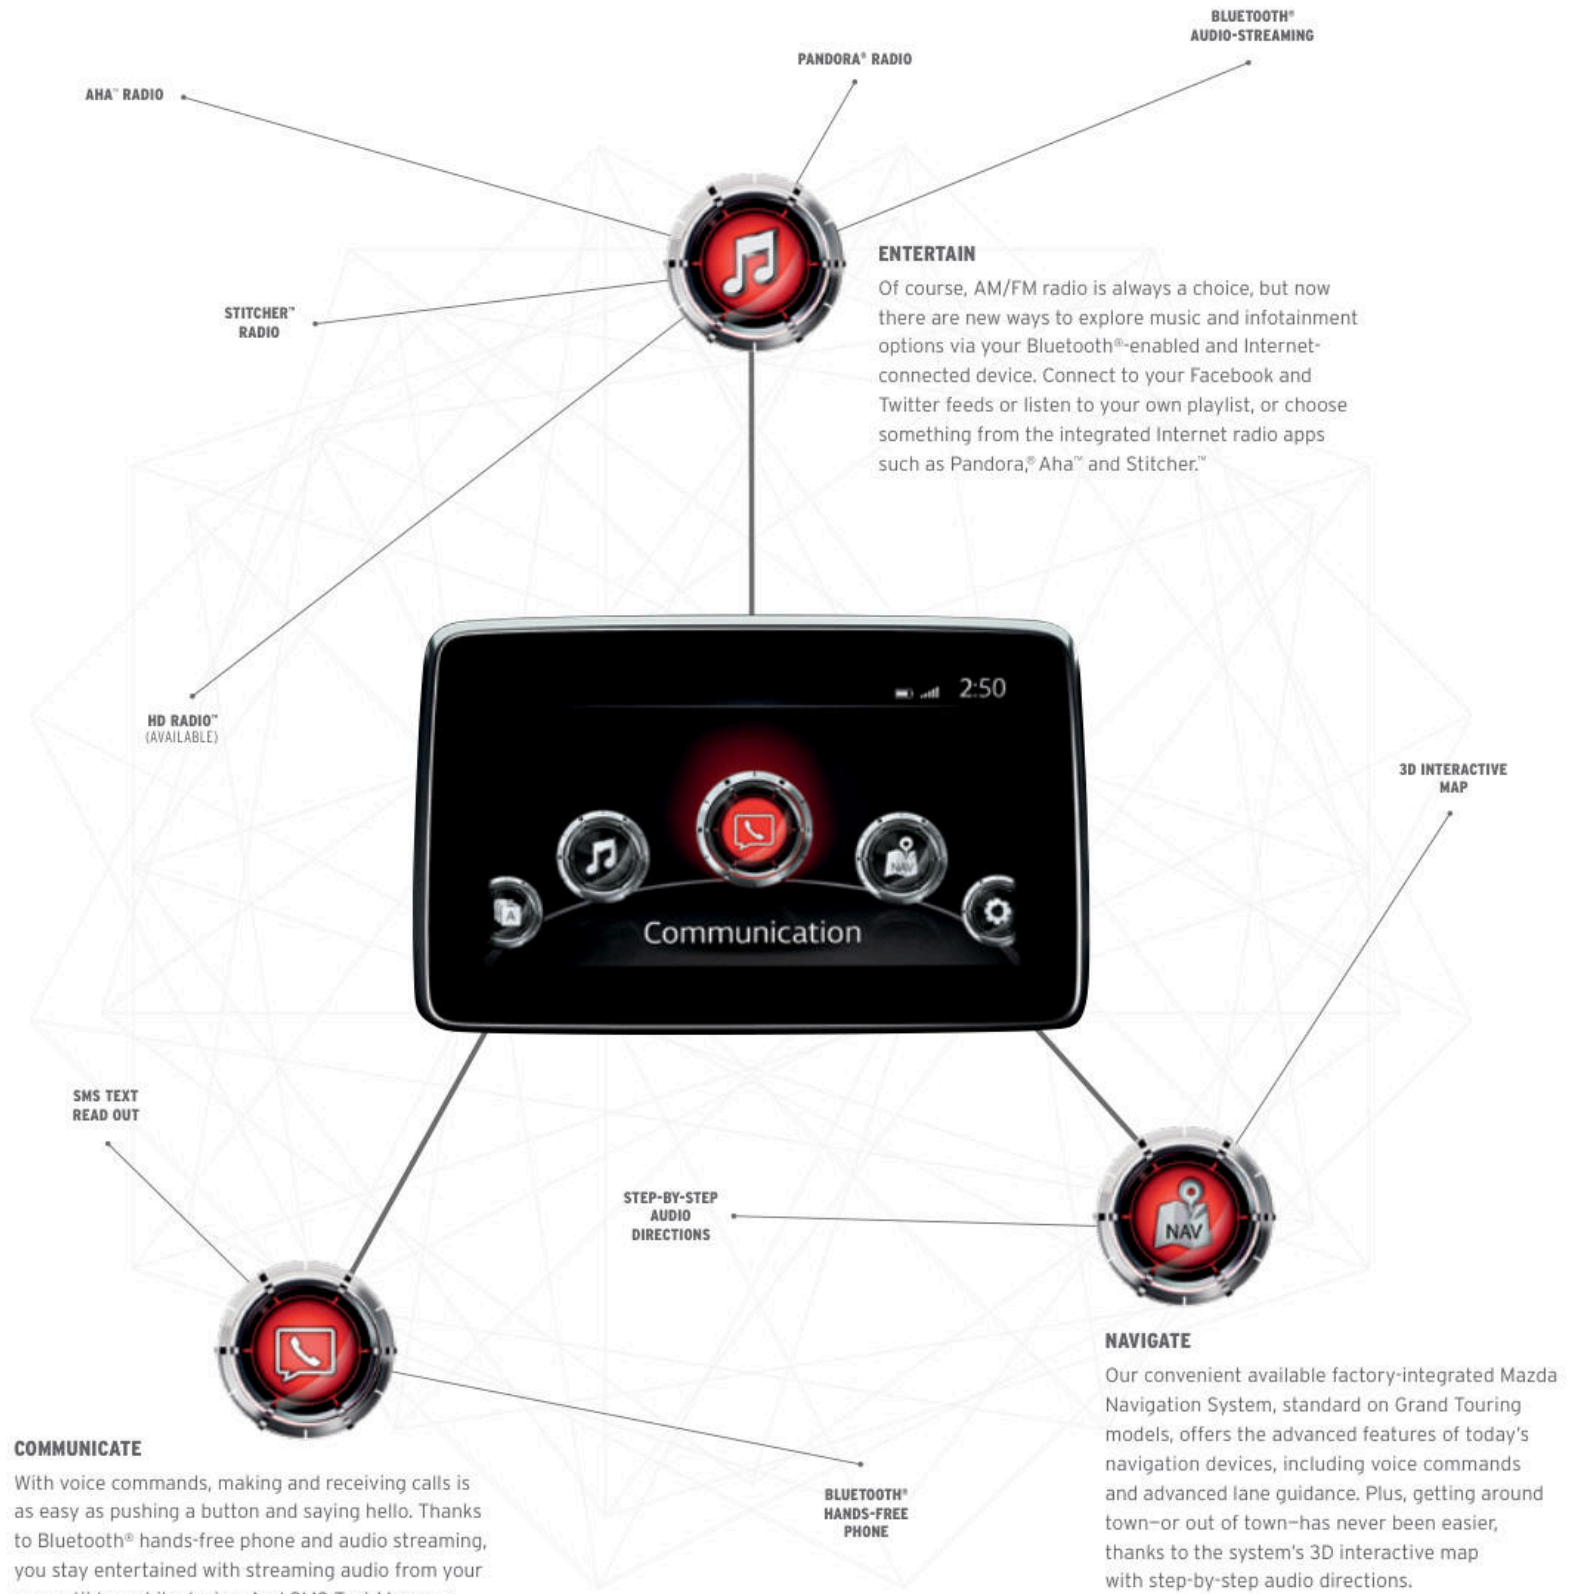 BLUETOOTH®
AUDIO-STREAMING
PANDORA® RADIO
AHA™ RADIO
STITCHER™
RADIO
ENTERTAIN
Of course, AM/FM radio is always a choice, but now
there are new ways to explore music and infotainment
options via your Bluetooth®-enabled and Internet-
connected device. Connect to your Facebook and
Twitter feeds or listen to your own playlist, or choose
something from the integrated Internet radio apps
such as Pandora,® Aha™ and Stitcher.™
HD RADIO™
(AVAILABLE)
2:50
NAV
A
Communication
3D INTERACTIVE
MAP
SMS TEXT
READ OUT
STEP-BY-STEP
AUDIO
DIRECTIONS
NAV
NAVIGATE
Our convenient available factory-integrated Mazda
Navigation System, standard on Grand Touring
models, offers the advanced features of today's
navigation devices, including voice commands
and advanced lane guidance. Plus, getting around
town—or out of town—has never been easier,
thanks to the system's 3D interactive map
with step-by-step audio directions.
COMMUNICATE
With voice commands, making and receiving calls is
as easy as pushing a button and saying hello. Thanks
to Bluetooth® hands-free phone and audio streaming,
you stay entertained with streaming audio from your
BLUETOOTH®
HANDS-FREE
PHONE